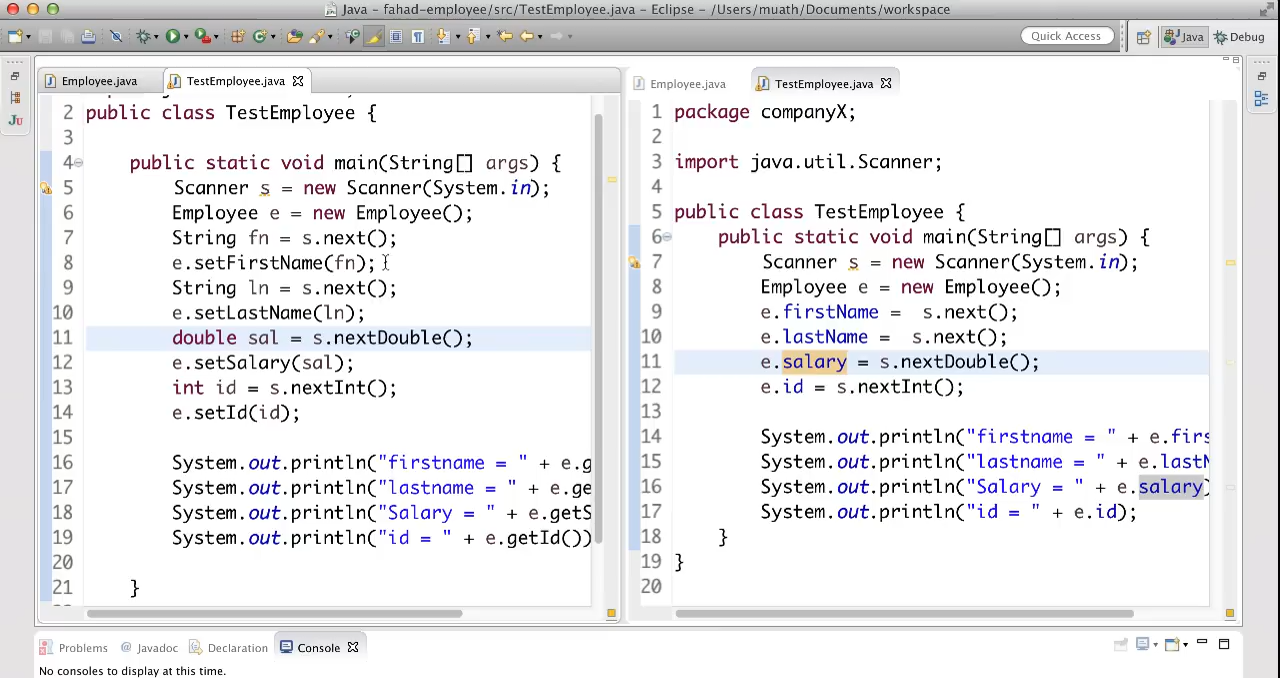 Java - fahad-employee/src/TestEmployee.java - Eclipse - /Users/muath/Documents/workspace
Quick Access
Java
Debug
Employee.java
TestEmployee.java
2 public class TestEmployee {
3
4 public static void main(String[] args) {
5 Scanner s = new Scanner(System.in);
6 Employee e = new Employee();
7 String fn = s.next();
8 e.setFirstName(fn);
9 String ln = s.next();
10 e.setLastName(ln);
11 double sal = s.nextDouble();
12 e.setSalary(sal);
13 int id = s.nextInt();
14 e.setId(id);
15
16 System.out.println("firstname = " + e.g
17 System.out.println("lastname = " + e.ge
18 System.out.println("Salary = " + e.getS
19 System.out.println("id = " + e.getId())
20
21 }
Employee.java
TestEmployee.java
1 package companyX;
2
3 import java.util.Scanner;
4
5 public class TestEmployee {
6 public static void main(String[] args) {
7 Scanner s = new Scanner(System.in);
8 Employee e = new Employee();
9 e.firstName = s.next();
10 e.lastName = s.next();
11 e.salary = s.nextDouble();
12 e.id = s.nextInt();
13
14 System.out.println("firstname = " + e.firs
15 System.out.println("lastname = " + e.lastN
16 System.out.println("Salary = " + e.salary)
17 System.out.println("id = " + e.id);
18 }
19 }
20
Problems
Javadoc
Declaration
Console
No consoles to display at this time.